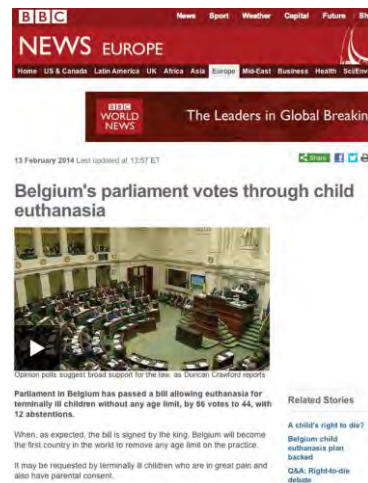 BBC News Sport Weather Capital Future Sh
NEWS EUROPE
Home US & Canada Latin America UK Africa Asia Europe Mid-East Business Health Sci/Env
BBC
WORLD
NEWS
The Leaders in Global Breakin
13 February 2014 Last updated at 13:57 ET
Share
Belgium's parliament votes through child
euthanasia
Opinion polls suggest broad support for the law, as Duncan Crawford reports
Parliament in Belgium has passed a bill allowing euthanasia for
terminally ill children without any age limit, by 86 votes to 44, with
12 abstentions.
When, as expected, the bill is signed by the king, Belgium will become
the first country in the world to remove any age limit on the practice.
It may be requested by terminally ill children who are in great pain and
also have parental consent.
Related Stories
A child's right to die?
Belgium child
euthanasia plan
backed
Q&A: Right-to-die
debate